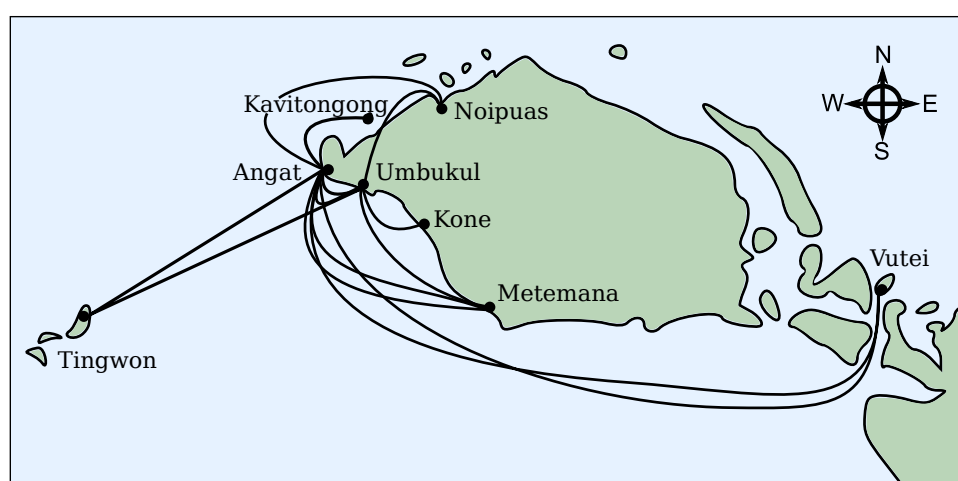 N
Kavitongong
Noipuas
W
E
S
Angat
Umbukul
Kone
Vutei
Metemana
Tingwon